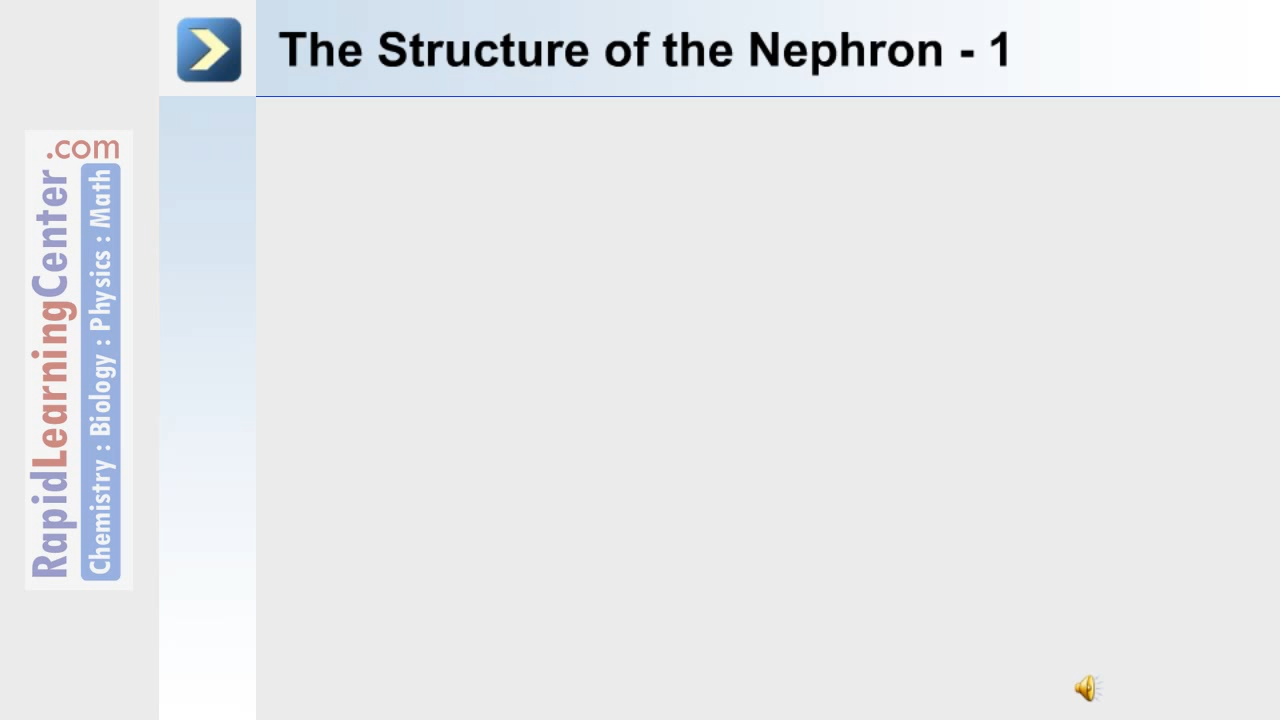 The Structure of the Nephron - 1
RapidLearningCenter
.com
Chemistry : Biology : Physics : Math